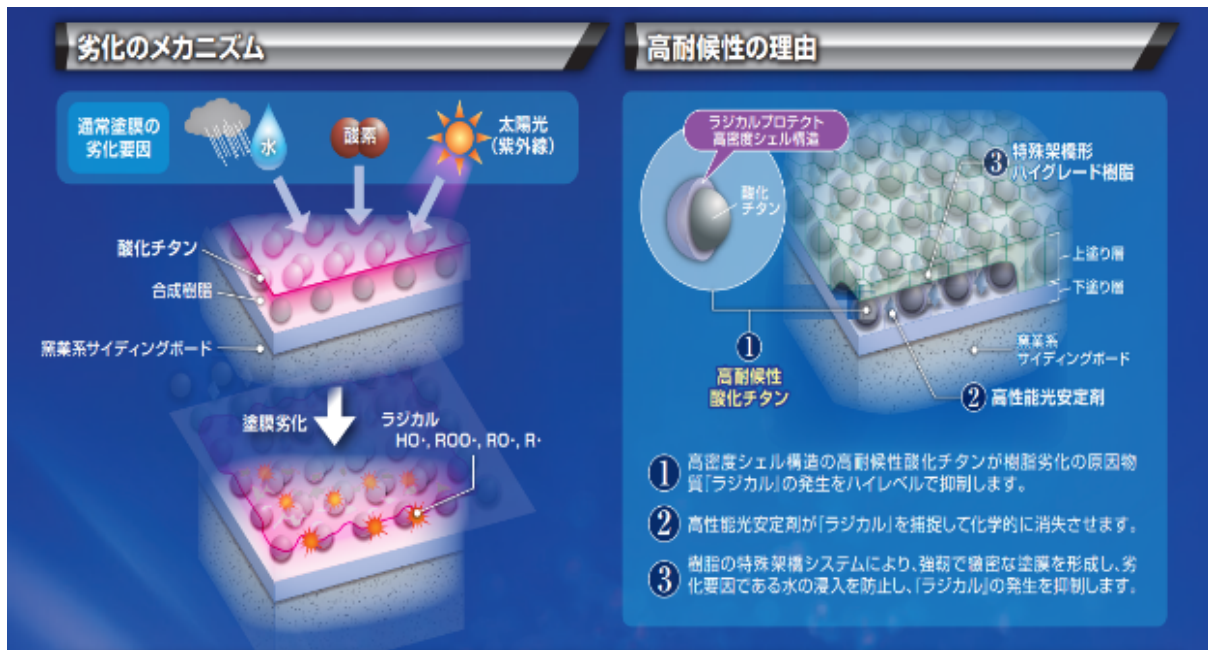 劣化のメカニズム
通常塗膜の
劣化要因
水
酸素
太陽光
(紫外線)
酸化チタン
合成樹脂
窯業系サイディングボード
塗膜劣化
ラジカル
HO・, ROO・, RO・, R・
高耐候性の理由
ラジカルプロテクト
高密度シェル構造
酸化
チタン
❸ 特殊架橋形
ハイグレード樹脂
上塗り層
下塗り層
窯業系
サイディングボード
❶
高耐候性
酸化チタン
❷ 高性能光安定剤
❶ 高密度シェル構造の高耐候性酸化チタンが樹脂劣化の原因物
質「ラジカル」の発生をハイレベルで抑制します。
❷ 高性能光安定剤が「ラジカル」を捕捉して化学的に消失させます。
❸ 樹脂の特殊架橋システムにより、強靭で緻密な塗膜を形成し、劣
化要因である水の浸入を防止し、「ラジカル」の発生を抑制します。